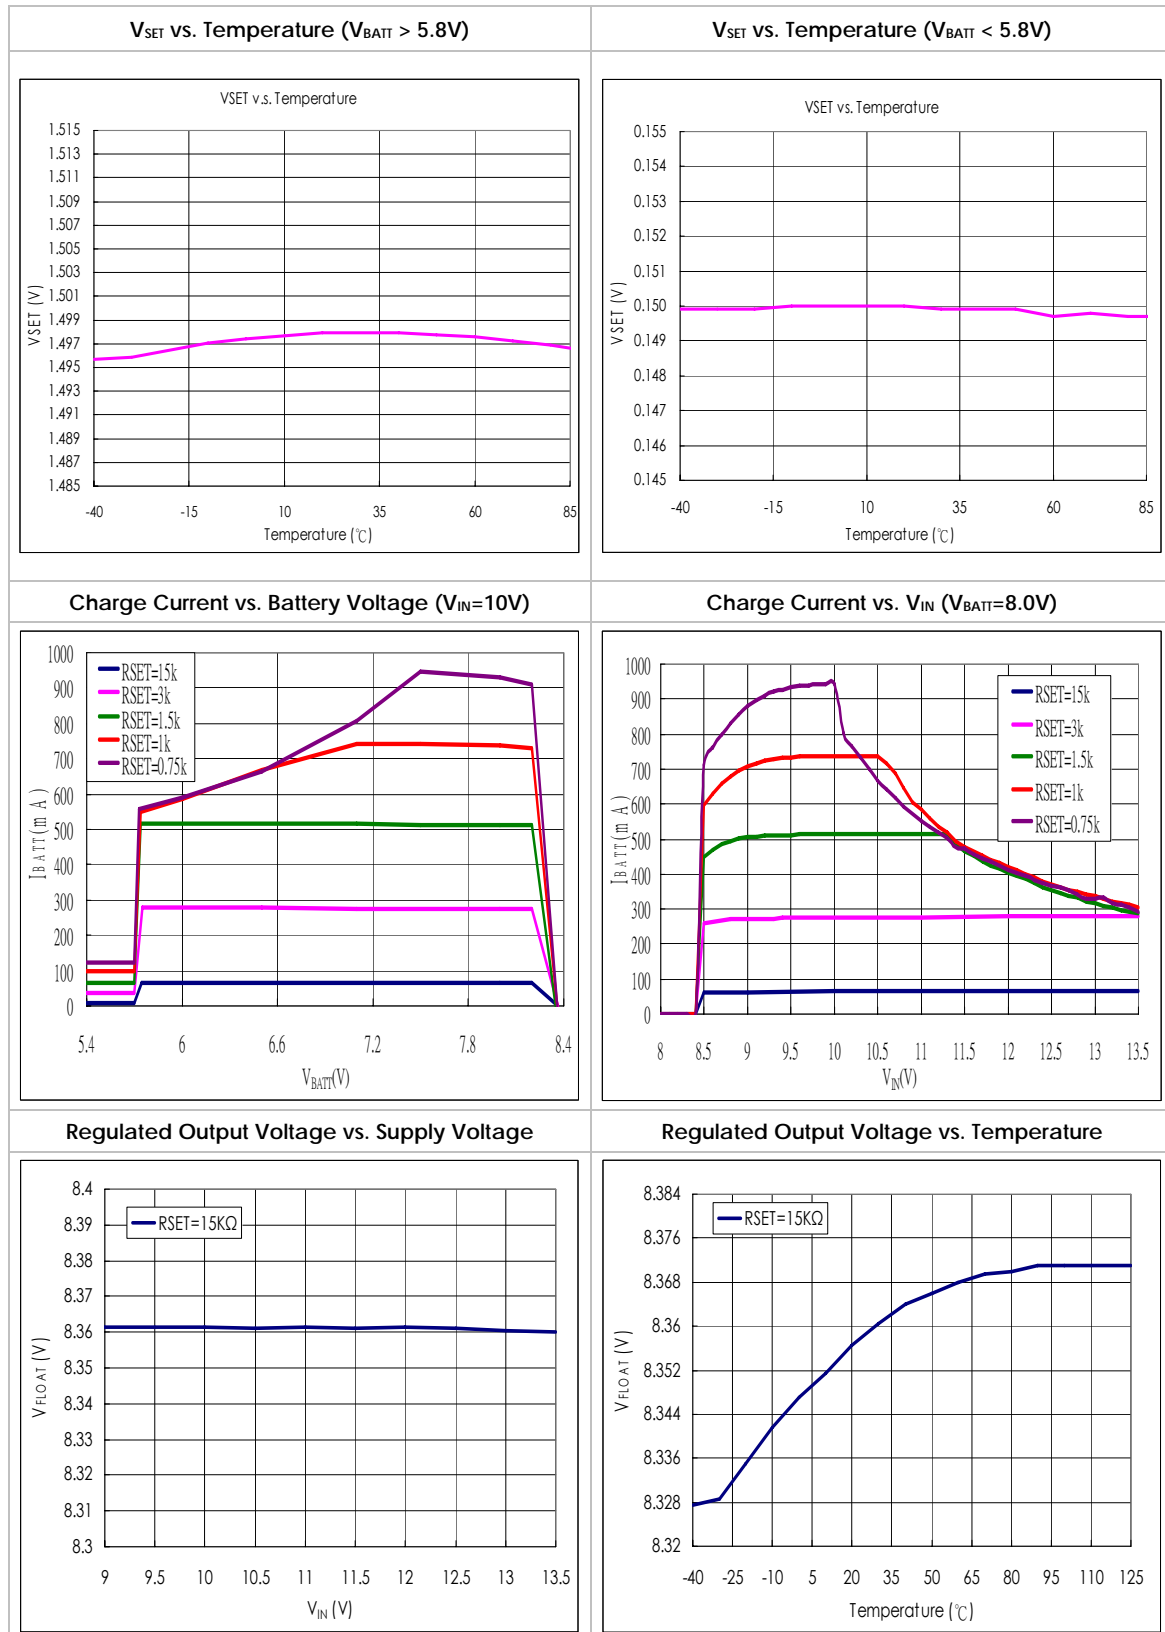 VSET vs. Temperature (VBATT > 5.8V)
VSET vs. Temperature (VBATT < 5.8V)
VSET v.s. Temperature
1.515
1.513
1.511
1.509
1.507
1.505
1.503
1.501
1.499
1.497
1.495
1.493
1.491
1.489
1.487
1.485
VSET (V)
-40 -15 10 35 60 85
Temperature (℃)
VSET vs. Temperature
0.155
0.154
0.153
0.152
0.151
0.150
0.149
0.148
0.147
0.146
0.145
VSET (V)
-40 -15 10 35 60 85
Temperature (℃)
Charge Current vs. Battery Voltage (VIN=10V)
Charge Current vs. VIN (VBATT=8.0V)
1000
900
800
700
600
500
400
300
200
100
0
IBATT(mA)
RSET=15k
RSET=3k
RSET=1.5k
RSET=1k
RSET=0.75k
5.4 6 6.6 7.2 7.8 8.4
VBATT(V)
1000
900
800
700
600
500
400
300
200
100
0
IBATT(mA)
RSET=15k
RSET=3k
RSET=1.5k
RSET=1k
RSET=0.75k
8 8.5 9 9.5 10 10.5 11 11.5 12 12.5 13 13.5
VIN(V)
Regulated Output Voltage vs. Supply Voltage
Regulated Output Voltage vs. Temperature
8.4
8.39
8.38
8.37
8.36
8.35
8.34
8.33
8.32
8.31
8.3
VFLOAT (V)
RSET=15KΩ
9 9.5 10 10.5 11 11.5 12 12.5 13 13.5
VIN (V)
8.384
8.376
8.368
8.36
8.352
8.344
8.336
8.328
8.32
VFLOAT (V)
RSET=15KΩ
-40 -25 -10 5 20 35 50 65 80 95 110 125
Temperature (℃)